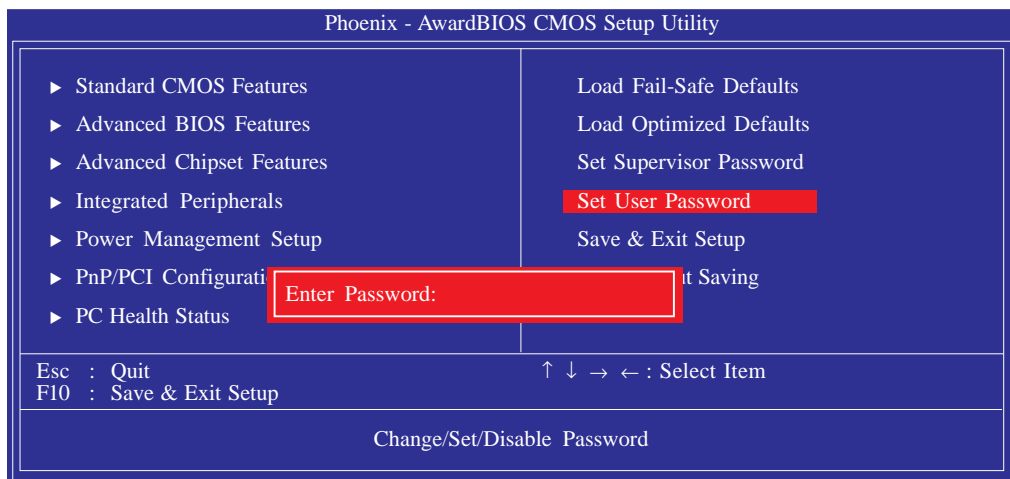 Phoenix - AwardBIOS CMOS Setup Utility
▶ Standard CMOS Features
▶ Advanced BIOS Features
▶ Advanced Chipset Features
▶ Integrated Peripherals
▶ Power Management Setup
▶ PnP/PCI Configurati
▶ PC Health Status
Load Fail-Safe Defaults
Load Optimized Defaults
Set Supervisor Password
Set User Password
Save & Exit Setup
t Saving
Enter Password:
Esc : Quit
F10 : Save & Exit Setup
↑ ↓ → ← : Select Item
Change/Set/Disable Password